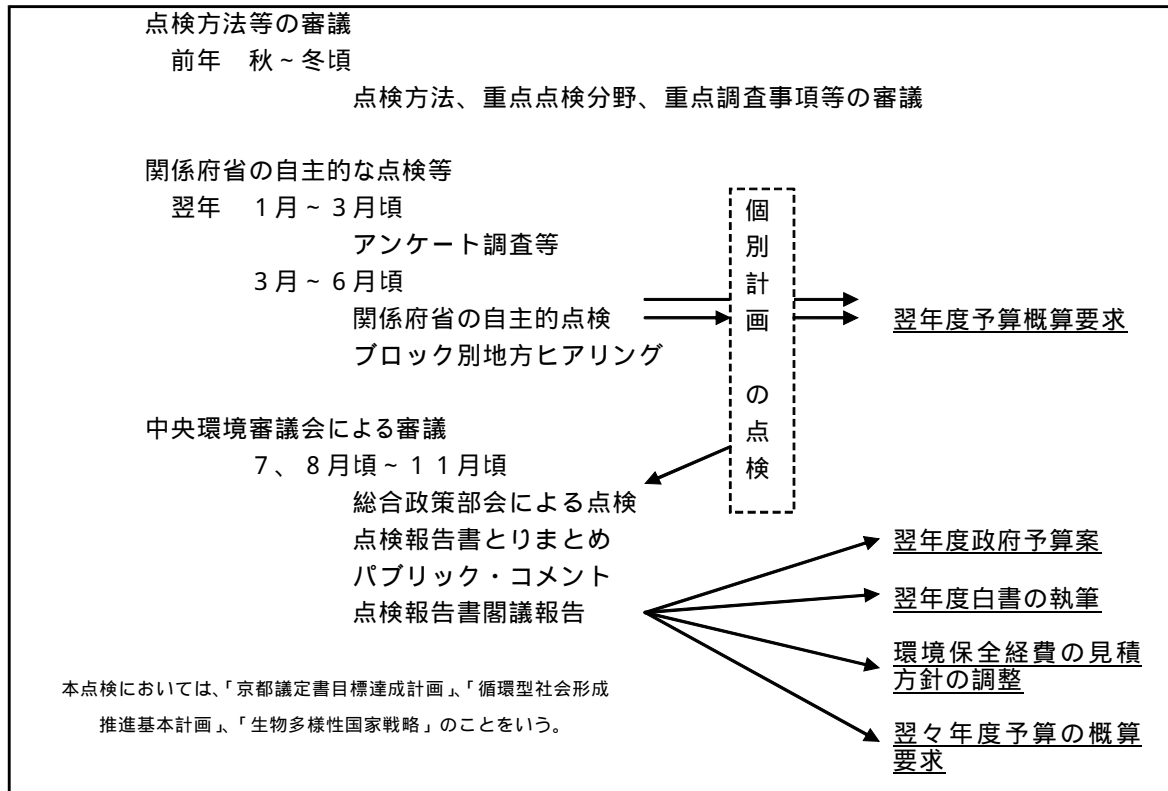 点検方法等の審議
前年　秋～冬頃
点検方法、重点点検分野、重点調査事項等の審議
関係府省の自主的な点検等
翌年　１月～３月頃
アンケート調査等
３月～６月頃
関係府省の自主的点検
ブロック別地方ヒアリング
個別計画　の点検
翌年度予算概算要求
中央環境審議会による審議
７、８月頃～１１月頃
総合政策部会による点検
点検報告書とりまとめ
パブリック・コメント
点検報告書閣議報告
翌年度政府予算案
翌年度白書の執筆
環境保全経費の見積
方針の調整
翌々年度予算の概算
要求
本点検においては、「京都議定書目標達成計画」、「循環型社会形成
推進基本計画」、「生物多様性国家戦略」のことをいう。